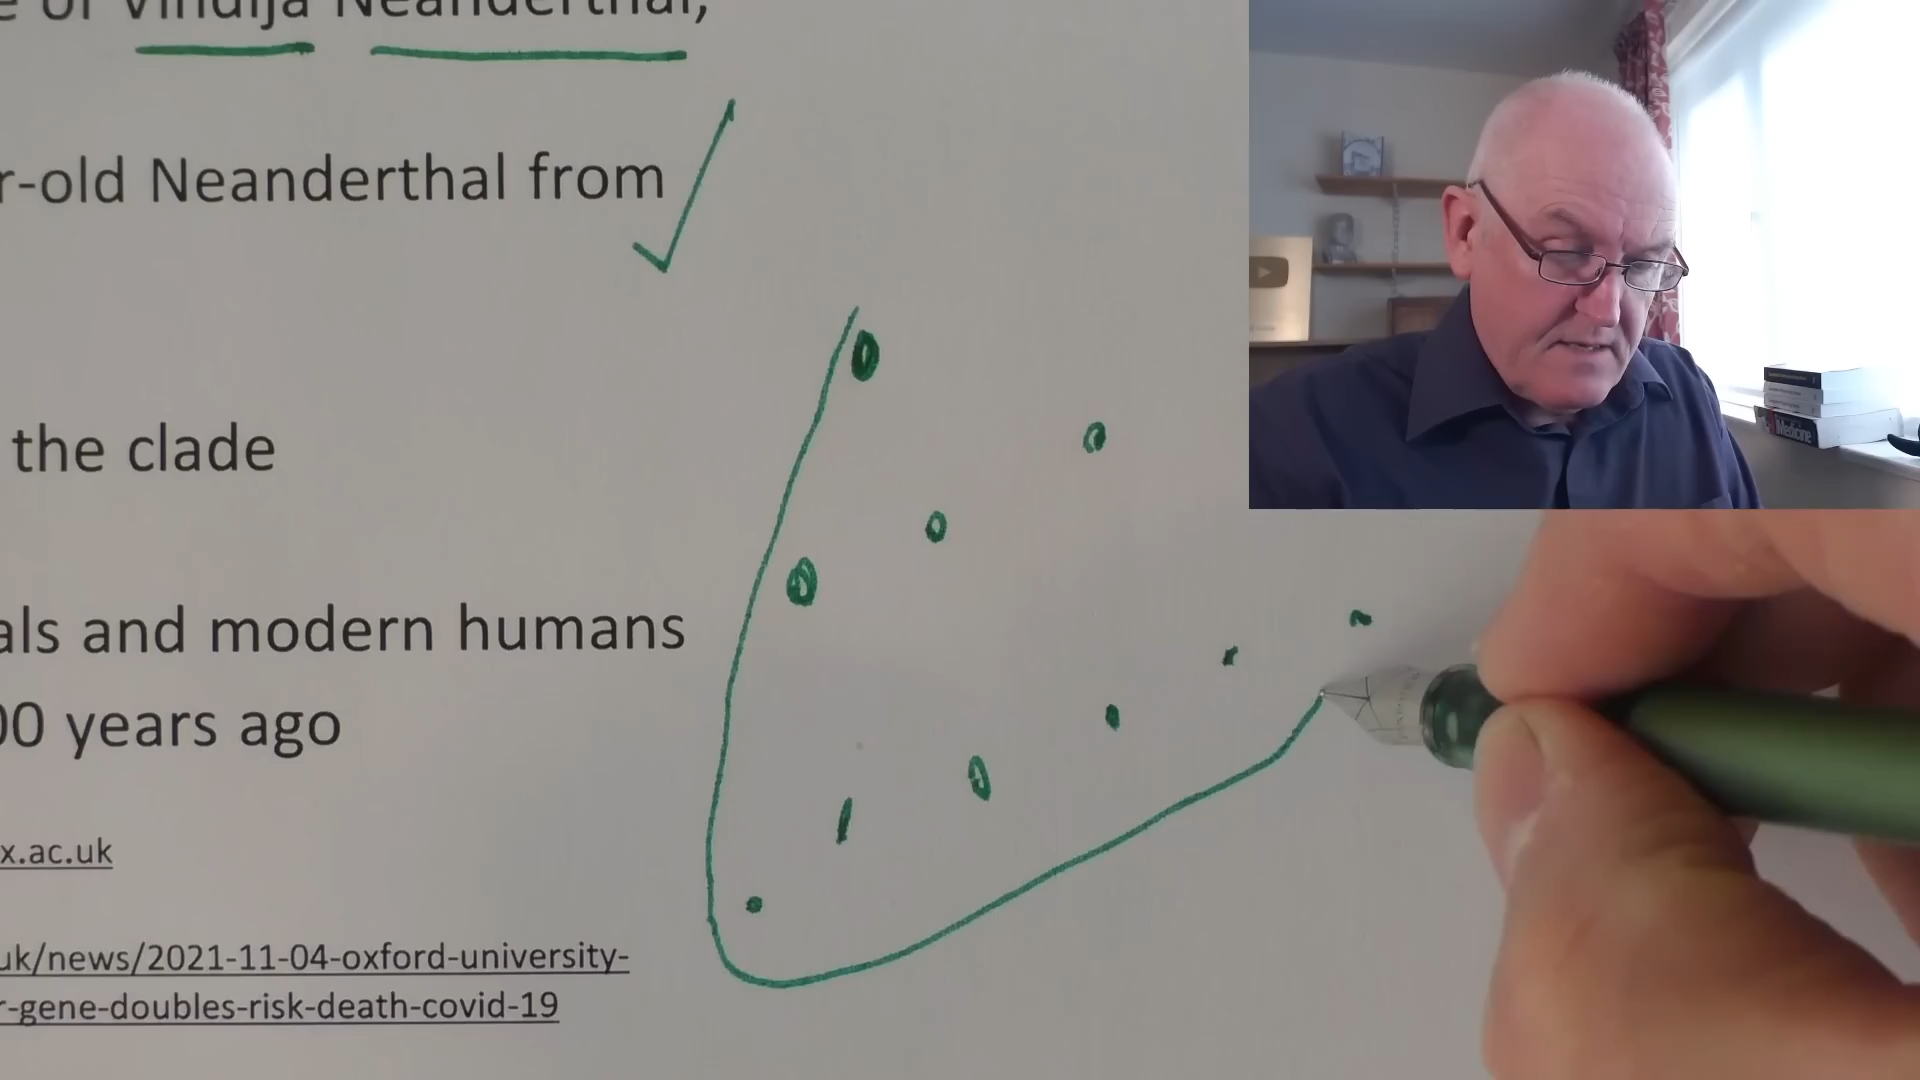 e of Vindija Neanderthal,
r-old Neanderthal from
the clade
als and modern humans
00 years ago
x.ac.uk
uk/news/2021-11-04-oxford-university-
r-gene-doubles-risk-death-covid-19
Medicine